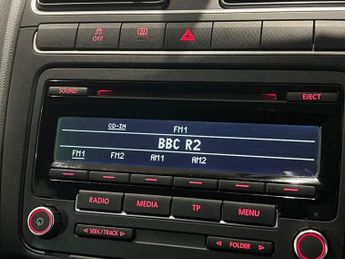 OFF
SOUND
EJECT
CD-IN
FM1
BBC R2
FM1 FM2 AM1 AM2
RADIO MEDIA TP MENU
SEEK/TRACK FOLDER